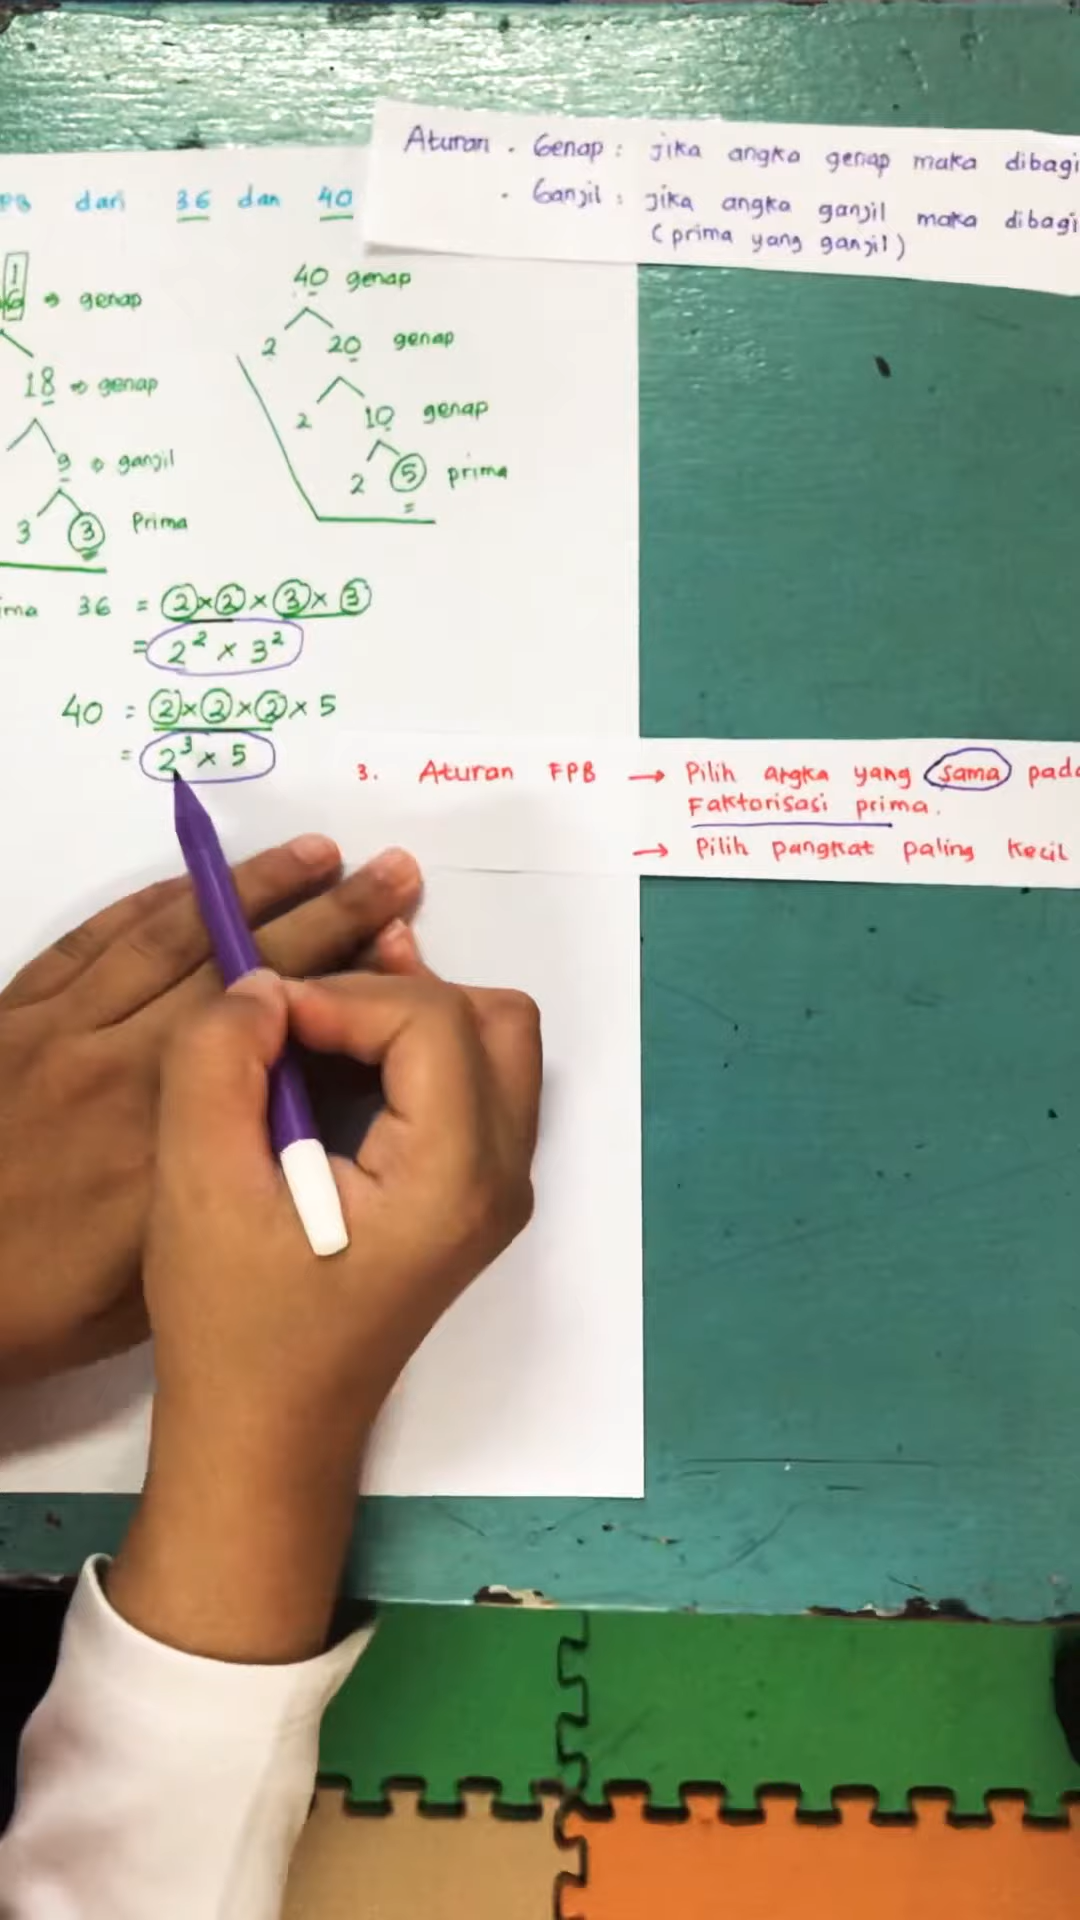 Aturan . Genap : jika angka genap maka dibagi
. Ganjil : jika angka ganjil maka dibagi
(prima yang ganjil)
dari 36 dan 40
1
6 → genap
18 → genap
9 → ganjil
3 3 Prima
40 genap
2 20 genap
2 10 genap
2 5 prima
36 = 2 × 2 × 3 × 3
= 2² × 3²
40 = 2 × 2 × 2 × 5
= 2³ × 5
3. Aturan FPB → Pilih angka yang sama pada
Faktorisasi prima.
→ Pilih pangkat paling kecil